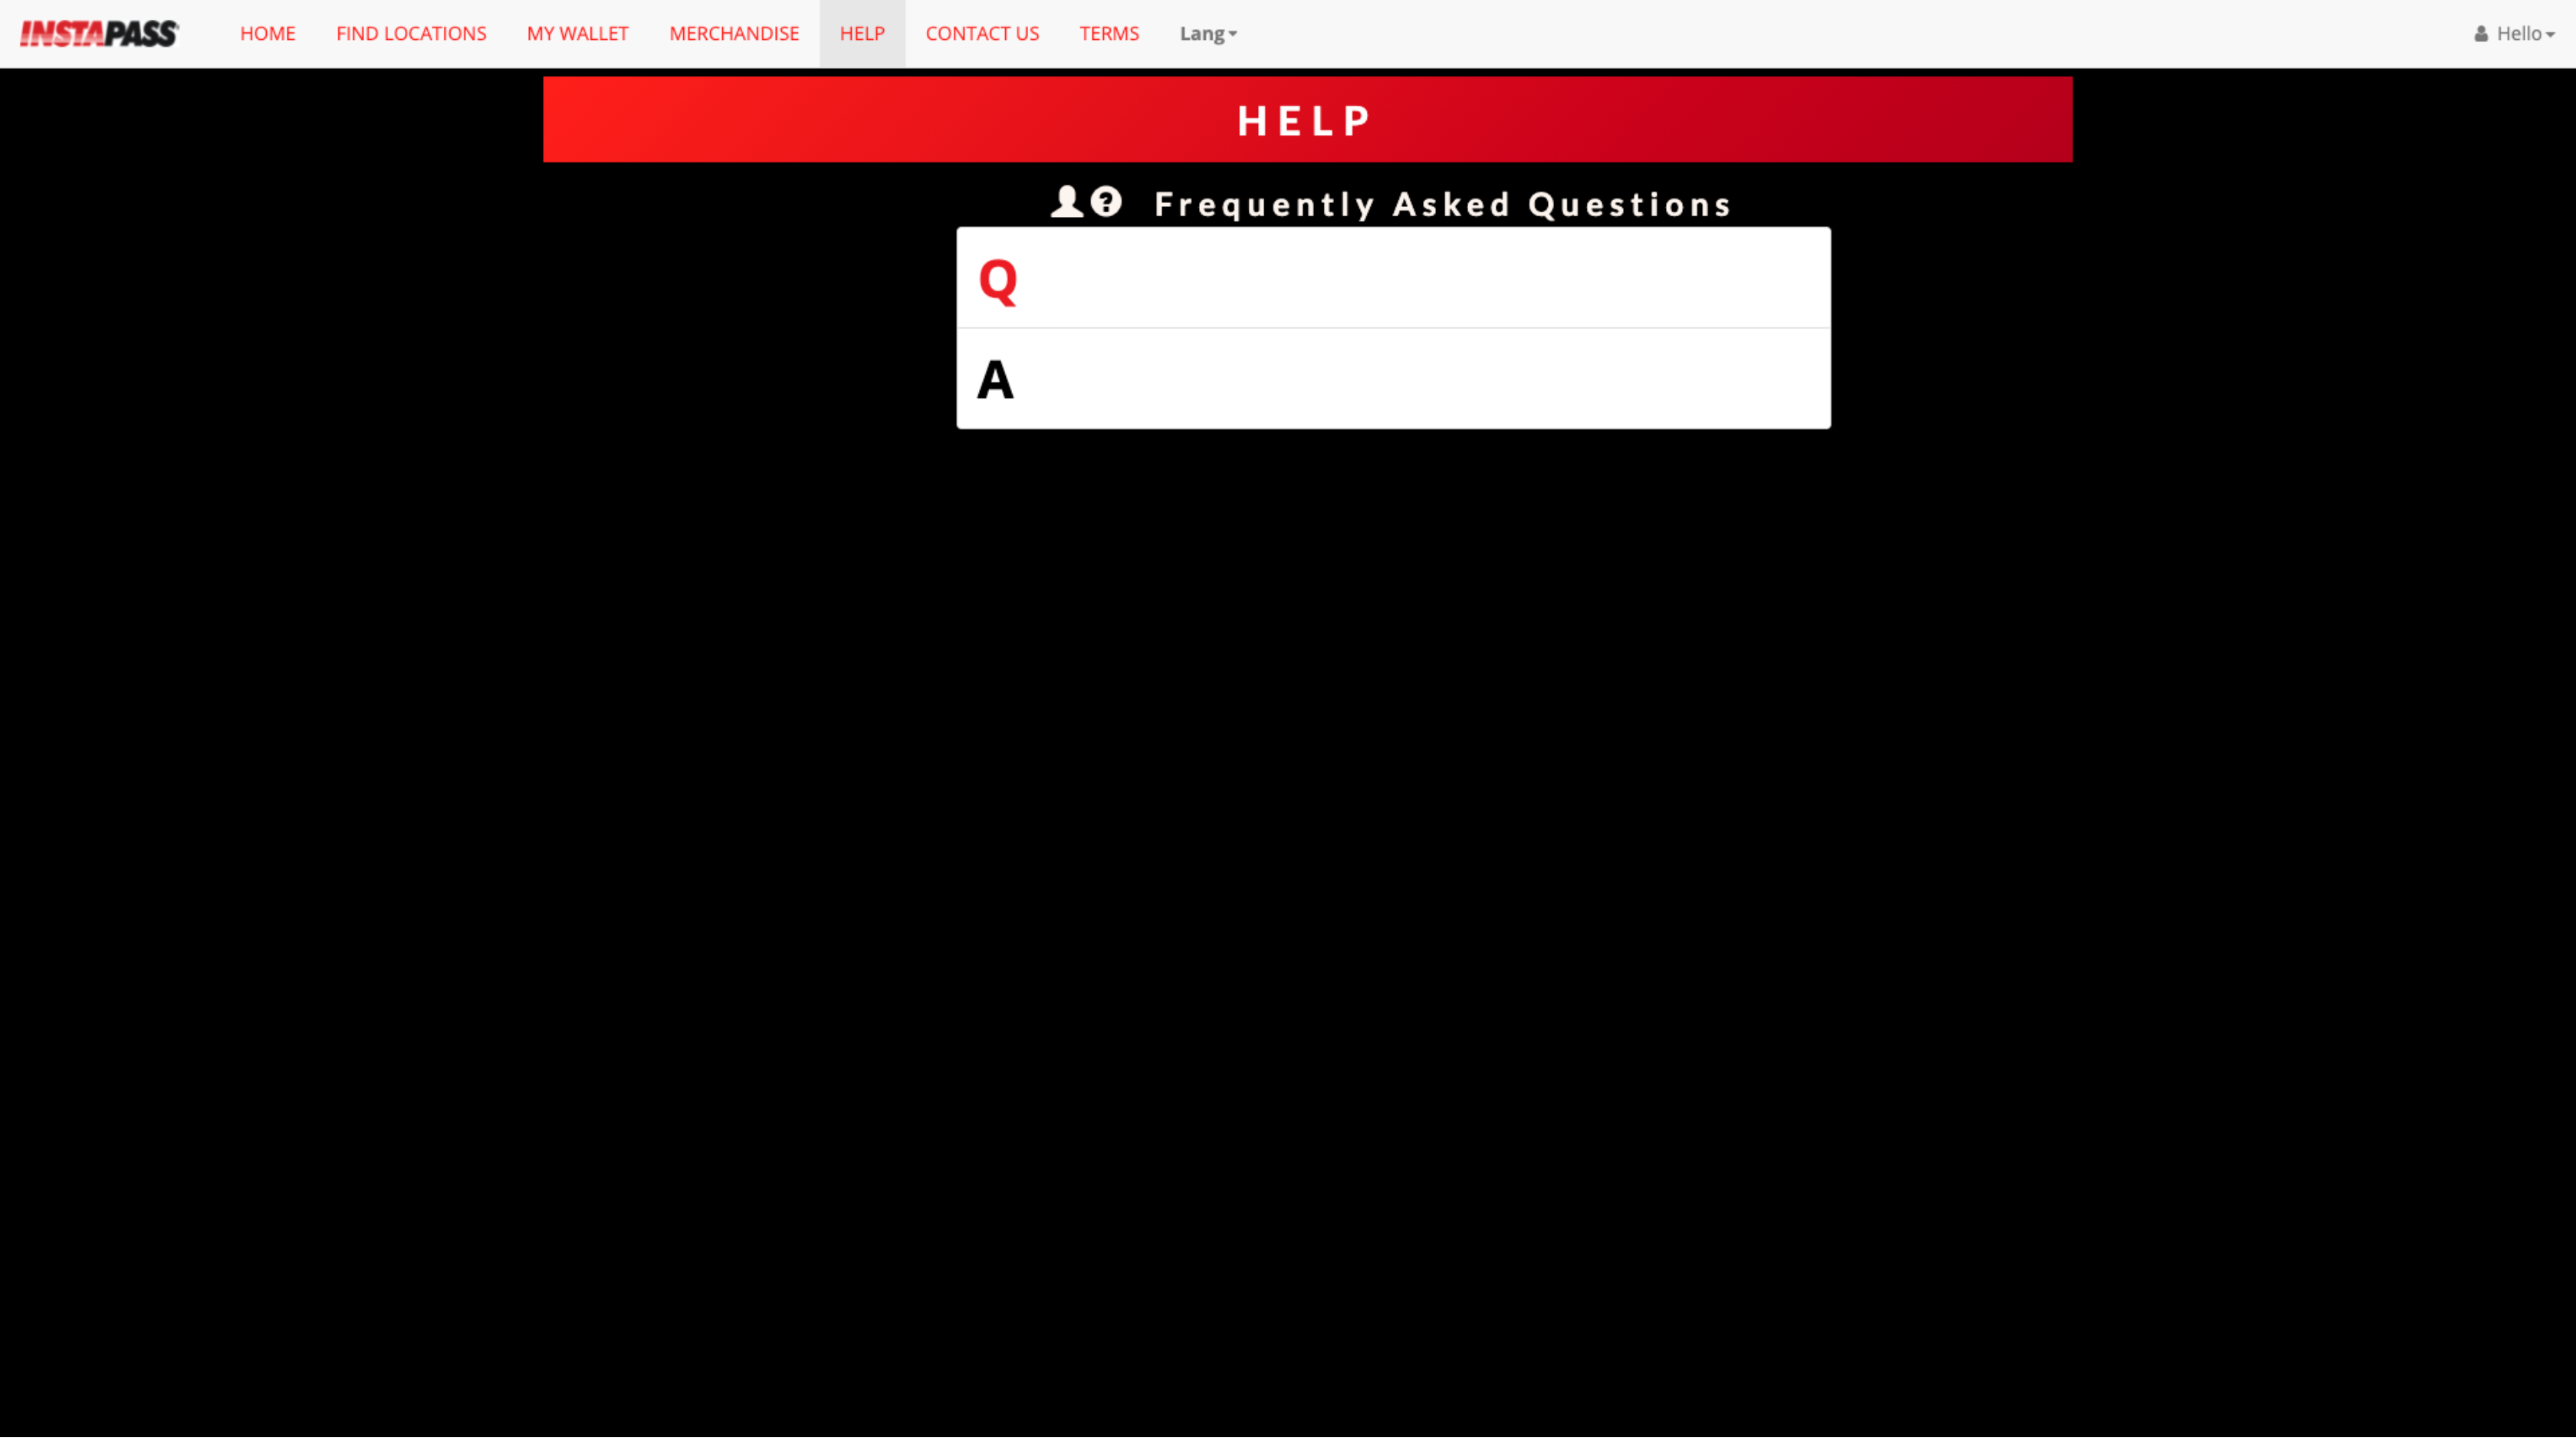 INSTAPASS HOME FIND LOCATIONS MY WALLET MERCHANDISE HELP CONTACT US TERMS Lang Hello
HELP
Frequently Asked Questions
Q
A